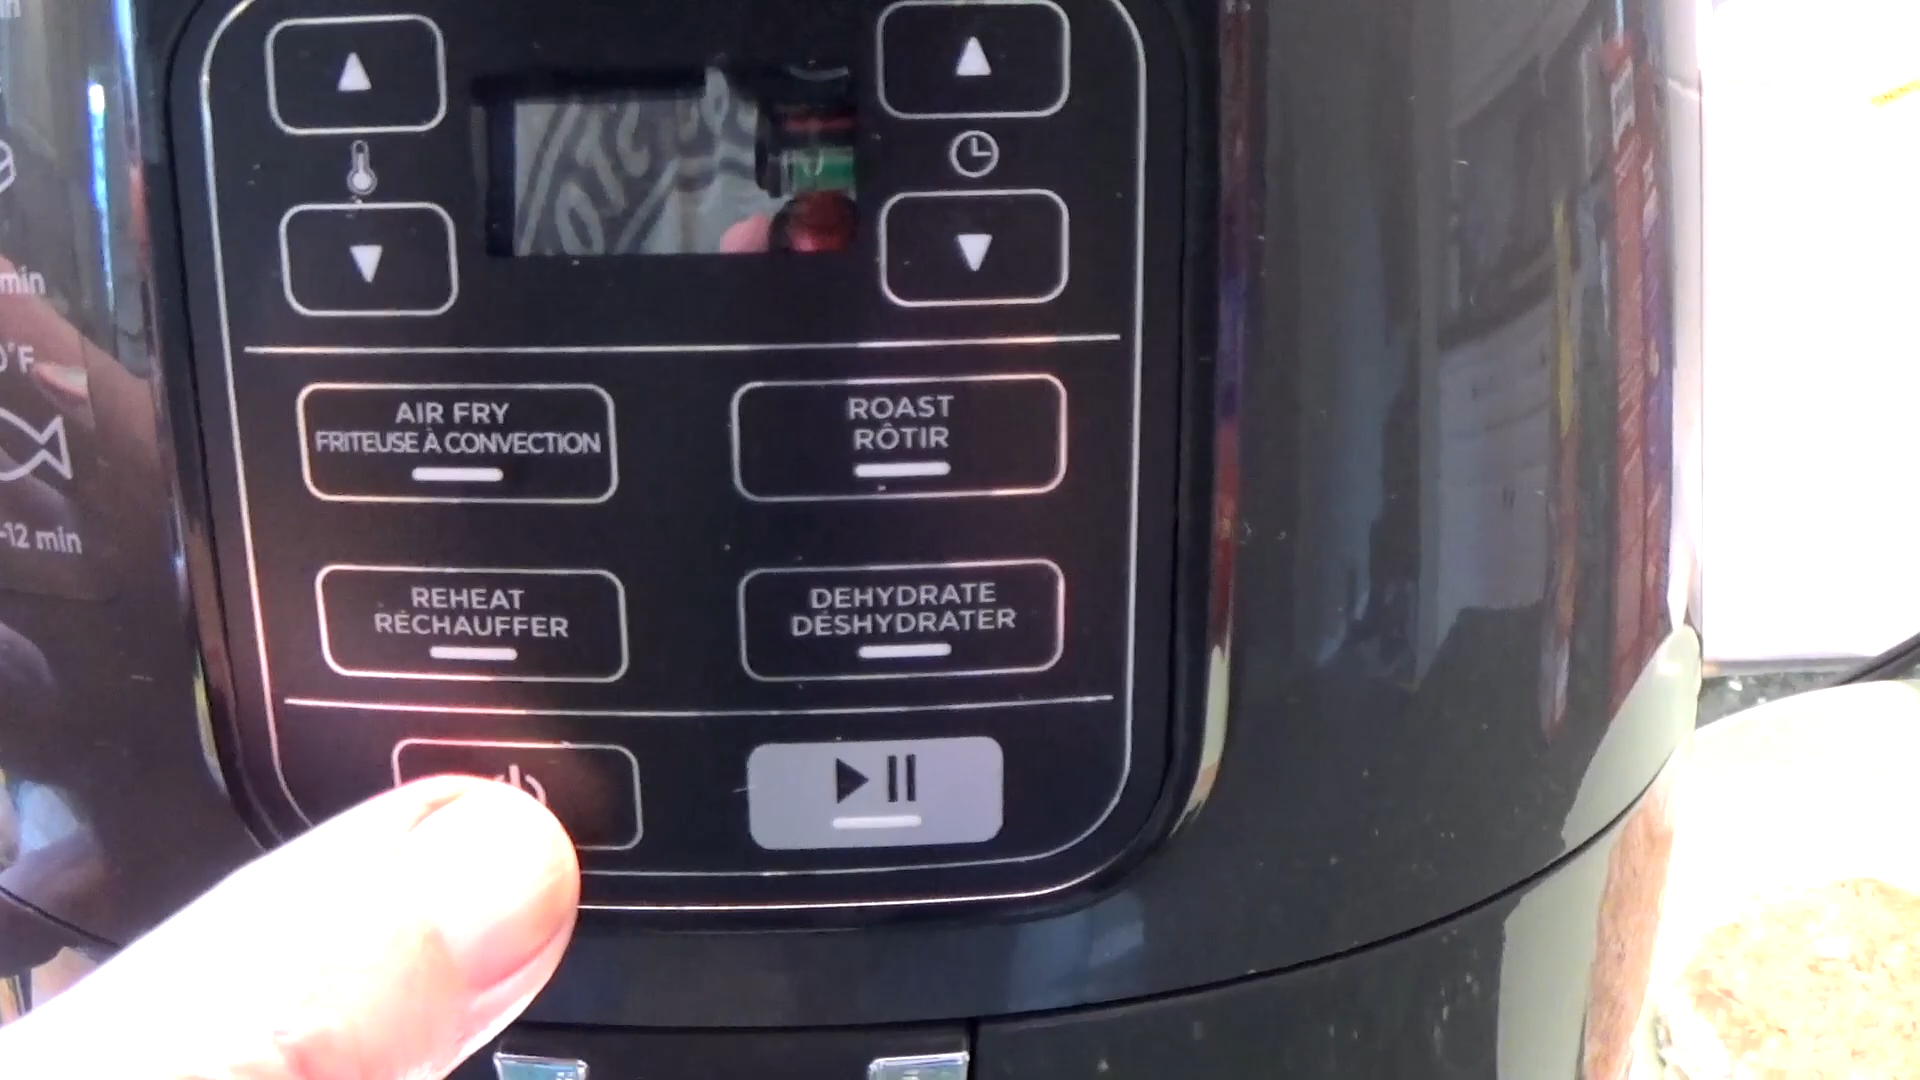 min
°F
-12 min
AIR FRY
FRITEUSE À CONVECTION
ROAST
RÔTIR
REHEAT
RÉCHAUFFER
DEHYDRATE
DÉSHYDRATER